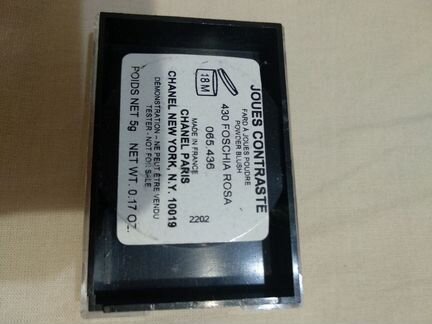 JOUES CONTRASTE
FARD À JOUES POUDRE
POWDER BLUSH
430 FOSCHIA ROSA
18 M
065.436
2202
MADE IN FRANCE
CHANEL PARIS
CHANEL NEW YORK, N.Y. 10019
DÉMONSTRATION - NE PEUT ÊTRE VENDU
TESTER - NOT FOR SALE
POIDS NET 5g NET WT. 0.17 OZ.